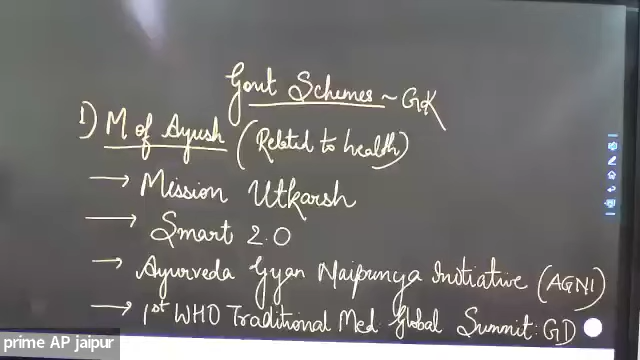 Govt Schemes ~ GK
1) M of Ayush (Related to health)
→ Mission Utkarsh
→ Smart 2.0
→ Ayurveda Gyan Naipunya Initiative (AGNI)
→ 1st WHO Traditional Med. Global Summit: GD
prime AP jaipur